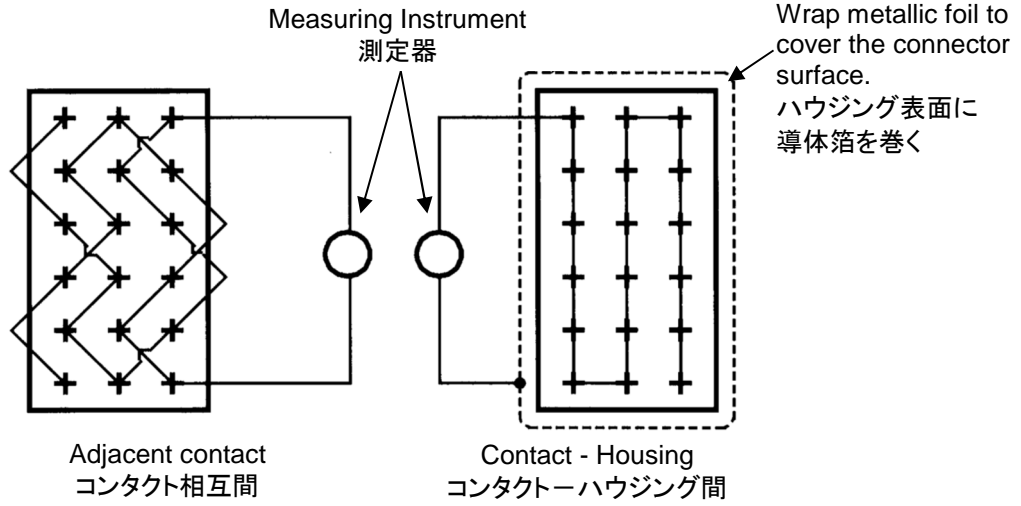 Measuring Instrument
測定器
Wrap metallic foil to
cover the connector
surface.
ハウジング表面に
導体箔を巻く
Adjacent contact
コンタクト相互間
Contact - Housing
コンタクトーハウジング間